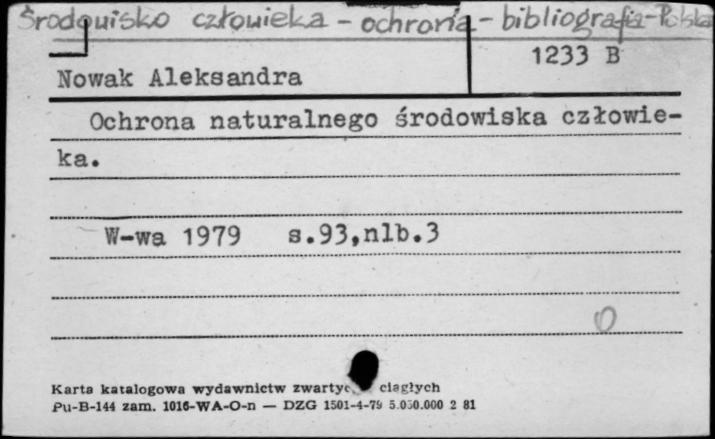 Środowisko człowieka - ochrona - bibliografia - Polska
1233 B
Nowak Aleksandra
Ochrona naturalnego środowiska człowie-
ka.
W-wa 1979 s.93,nlb.3
0
Karta katalogowa wydawnictw ciągłych
Pu-B-144 zam. 1016-WA-O-n — DZG 1501-4-79 5.050.000 2 81